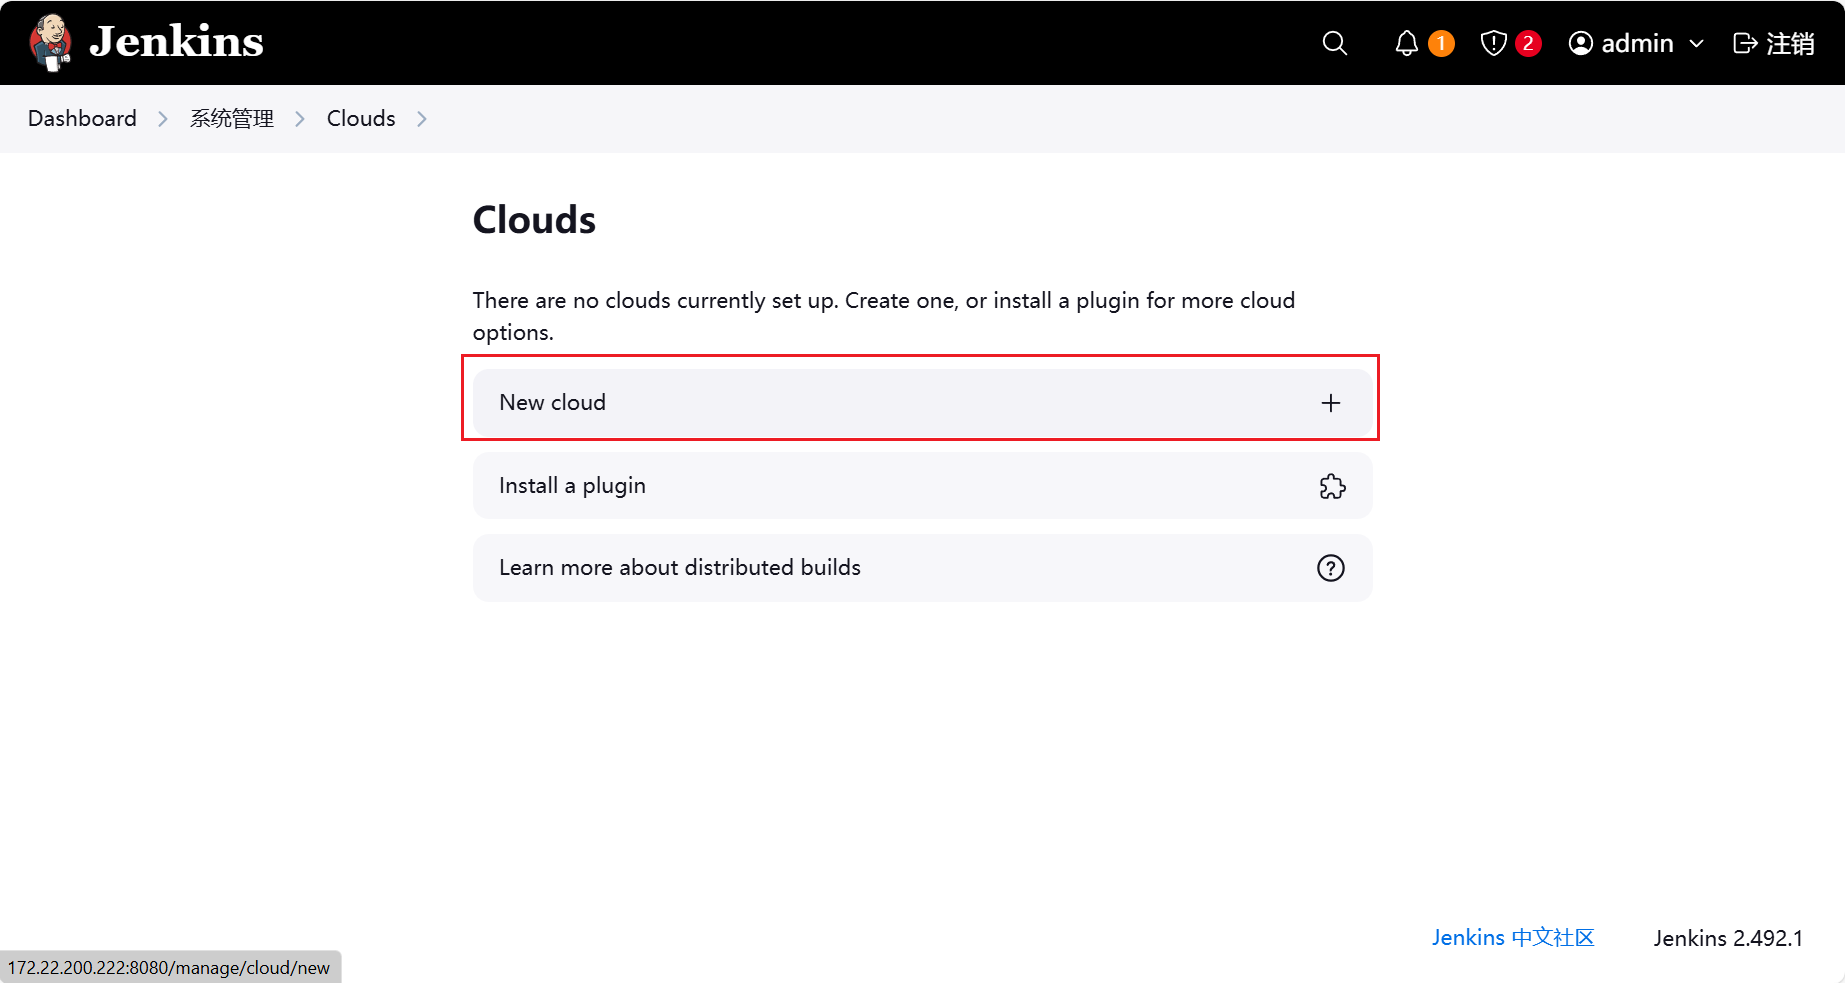 Jenkins
1
2
admin
注销
Dashboard
系统管理
Clouds
Clouds
There are no clouds currently set up. Create one, or install a plugin for more cloud
options.
New cloud
Install a plugin
Learn more about distributed builds
Jenkins 中文社区
Jenkins 2.492.1
172.22.200.222:8080/manage/cloud/new